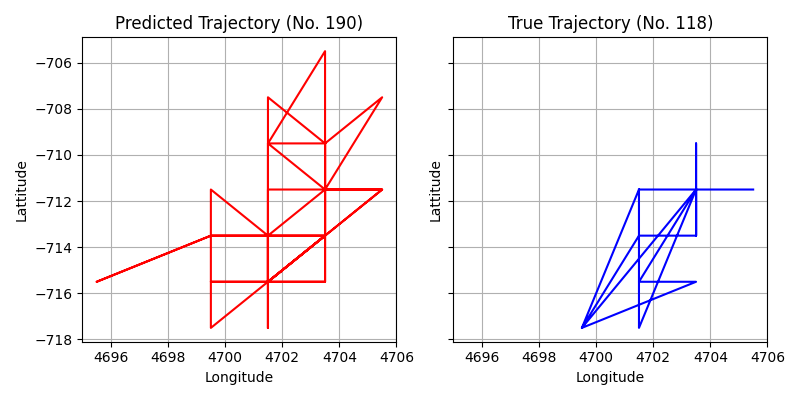 Predicted Trajectory (No. 190)
True Trajectory (No. 118)
−706
−708
−710
−712
−714
−716
−718
Lattitude
Lattitude
4696 4698 4700 4702 4704 4706
4696 4698 4700 4702 4704 4706
Longitude
Longitude